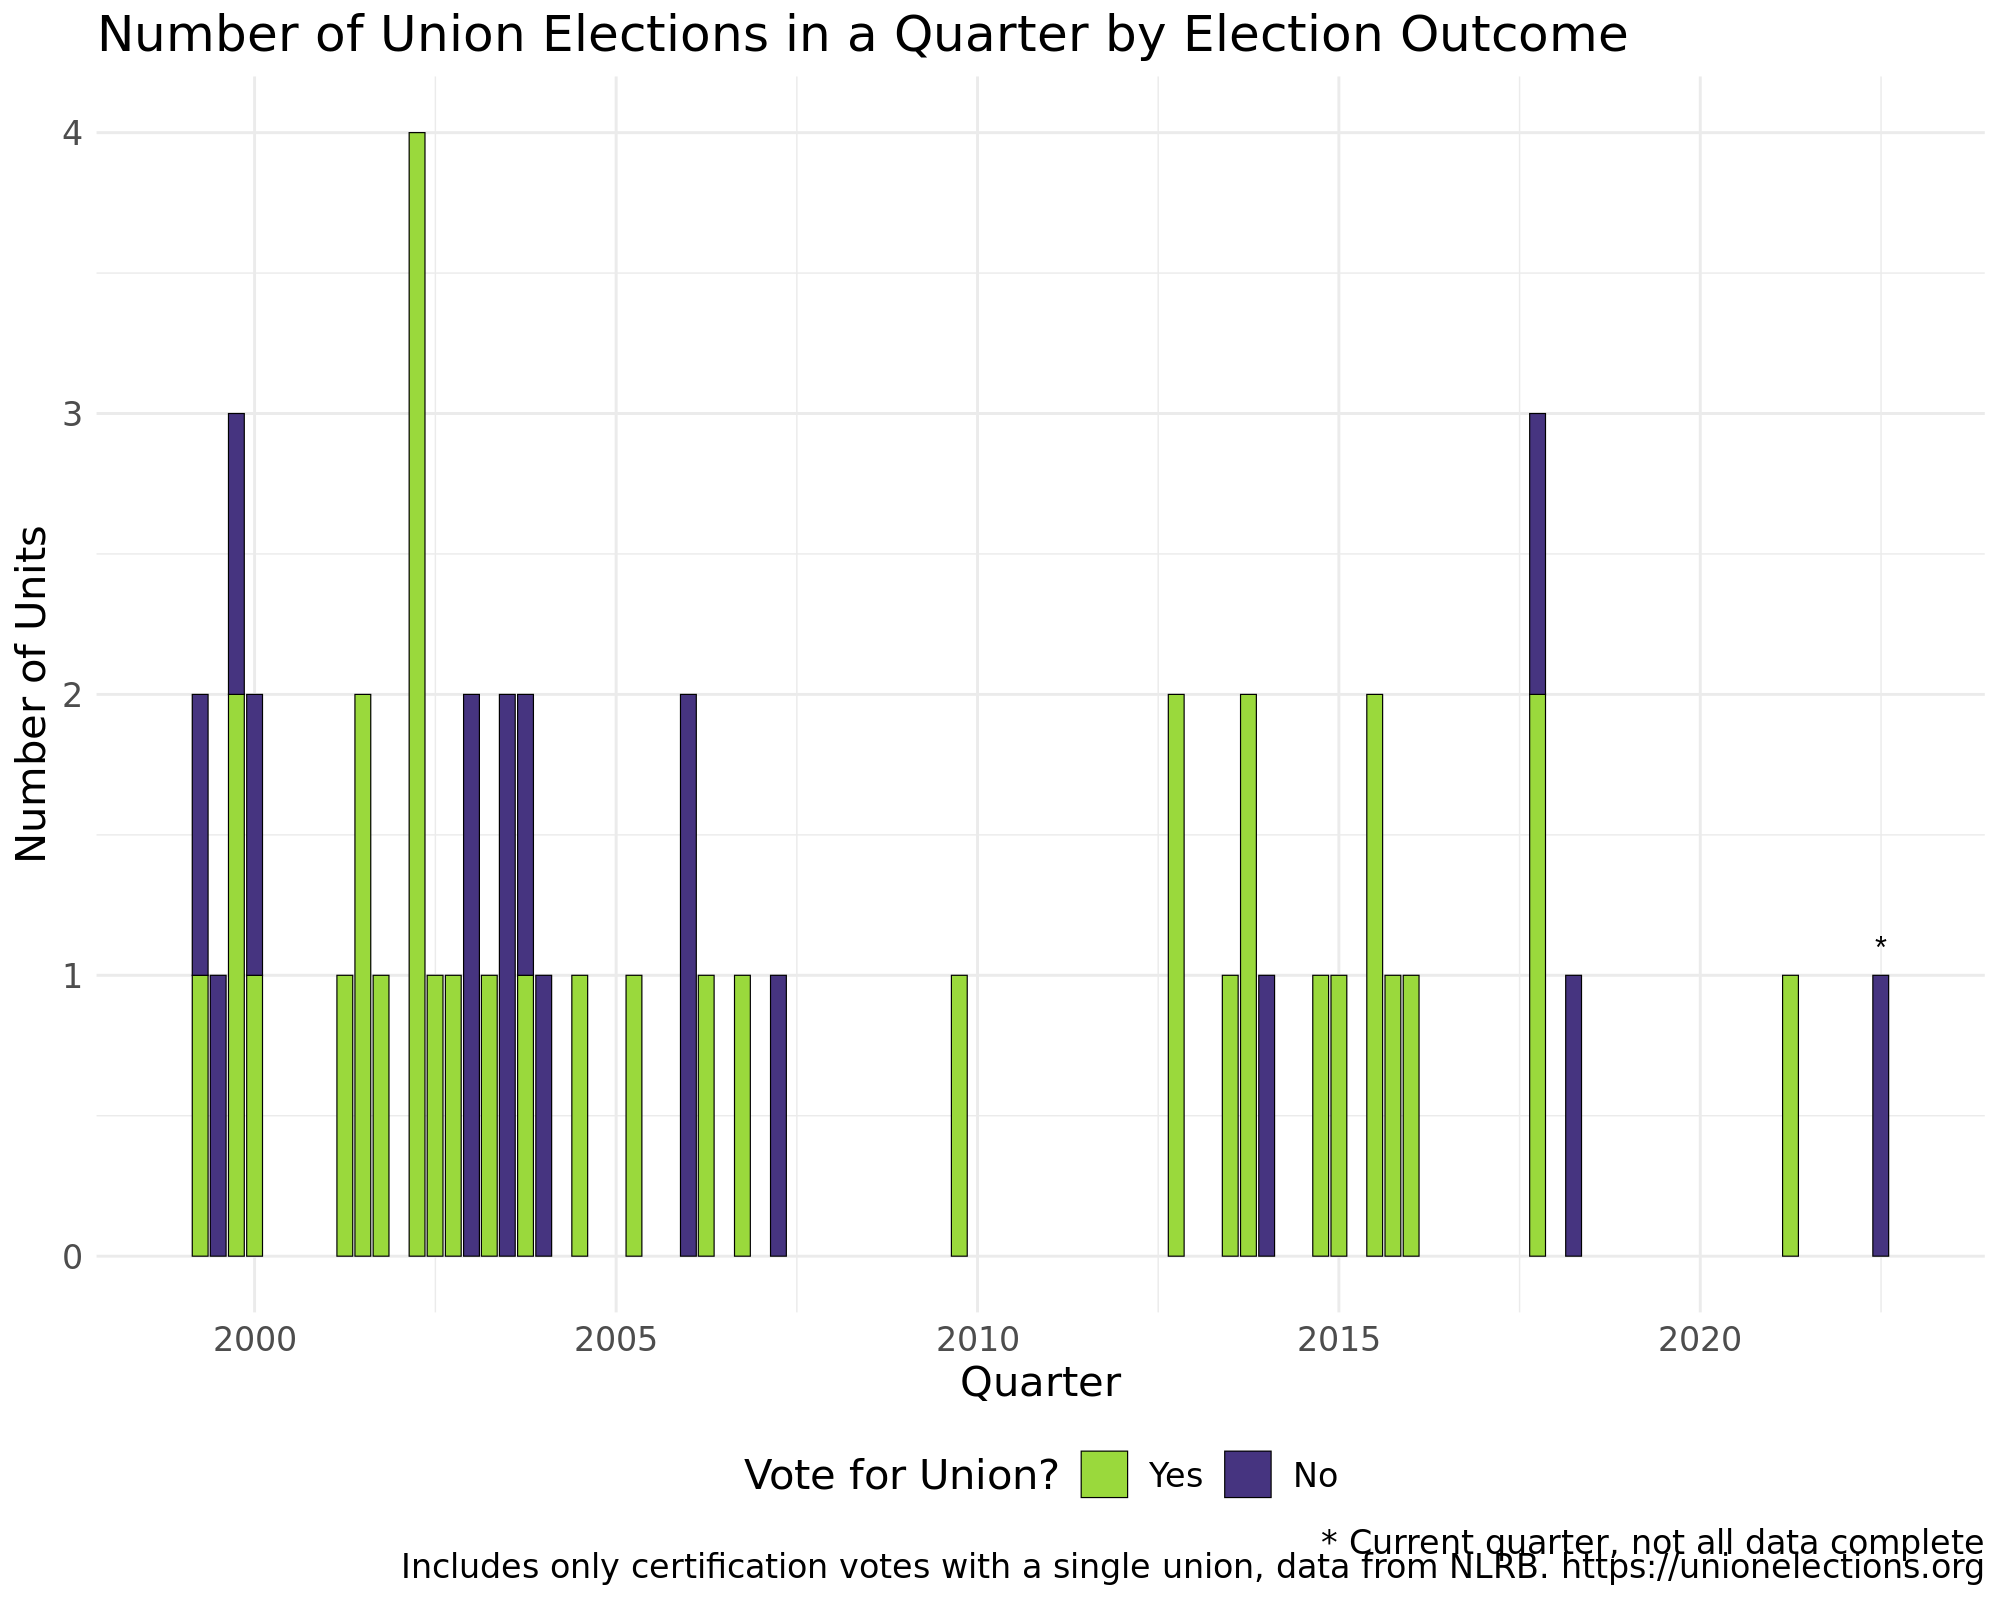 Number of Union Elections in a Quarter by Election Outcome
Number of Units
4
3
2
1
0
*
2000 2005 2010 2015 2020
Quarter
Vote for Union? Yes No
* Current quarter, not all data complete
Includes only certification votes with a single union, data from NLRB. https://unionelections.org